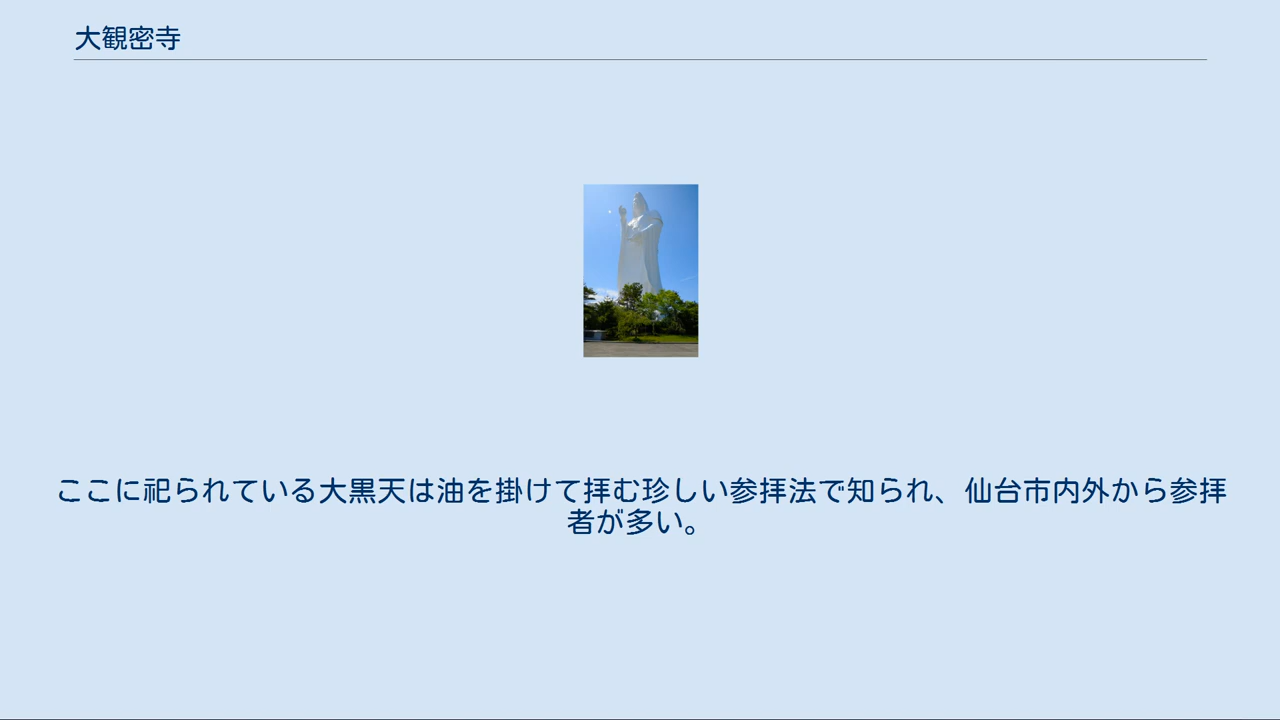 大観密寺
ここに祀られている大黒天は油を掛けて拝む珍しい参拝法で知られ、仙台市内外から参拝
者が多い。